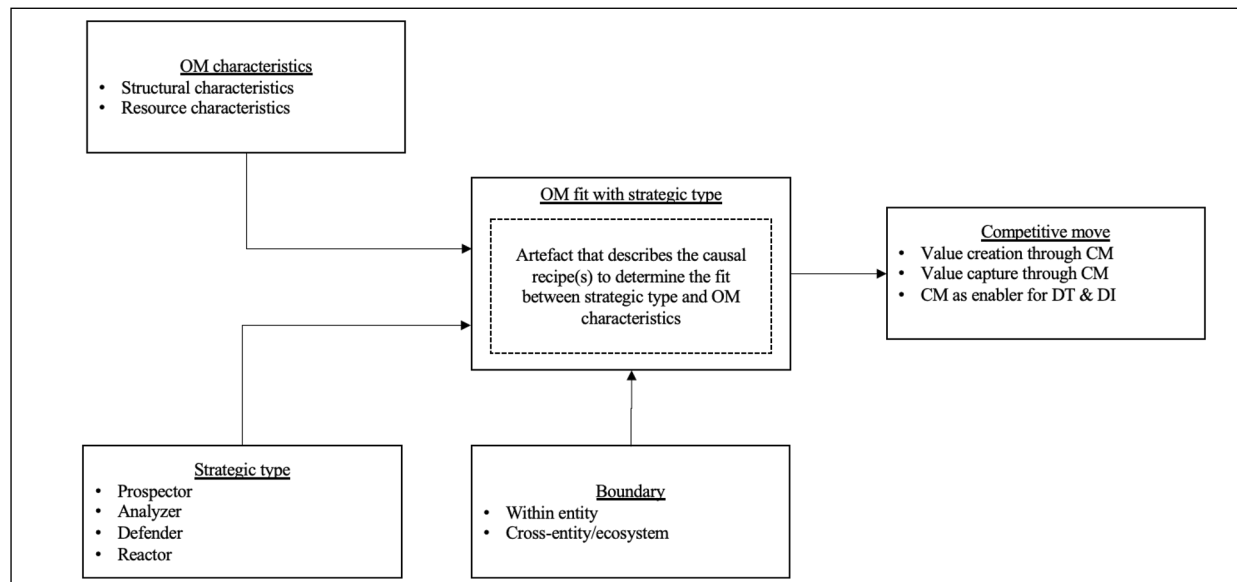 OM characteristics
• Structural characteristics
• Resource characteristics
OM fit with strategic type
Artefact that describes the causal
recipe(s) to determine the fit
between strategic type and OM
characteristics
Competitive move
• Value creation through CM
• Value capture through CM
• CM as enabler for DT & DI
Strategic type
• Prospector
• Analyzer
• Defender
• Reactor
Boundary
• Within entity
• Cross-entity/ecosystem